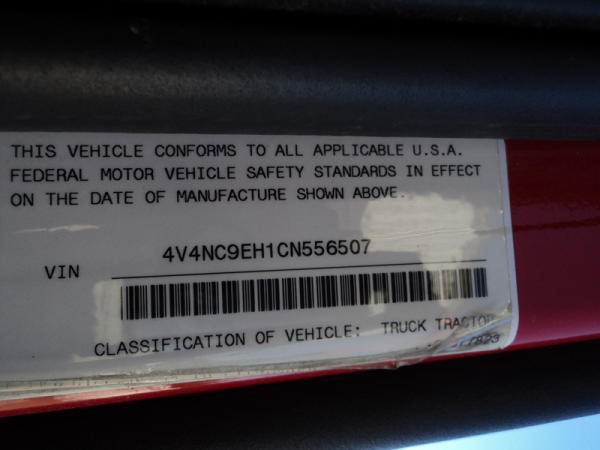 THIS VEHICLE CONFORMS TO ALL APPLICABLE U.S.A.
FEDERAL MOTOR VEHICLE SAFETY STANDARDS IN EFFECT
ON THE DATE OF MANUFACTURE SHOWN ABOVE.
VIN 4V4NC9EH1CN556507
CLASSIFICATION OF VEHICLE: TRUCK TRACTOR